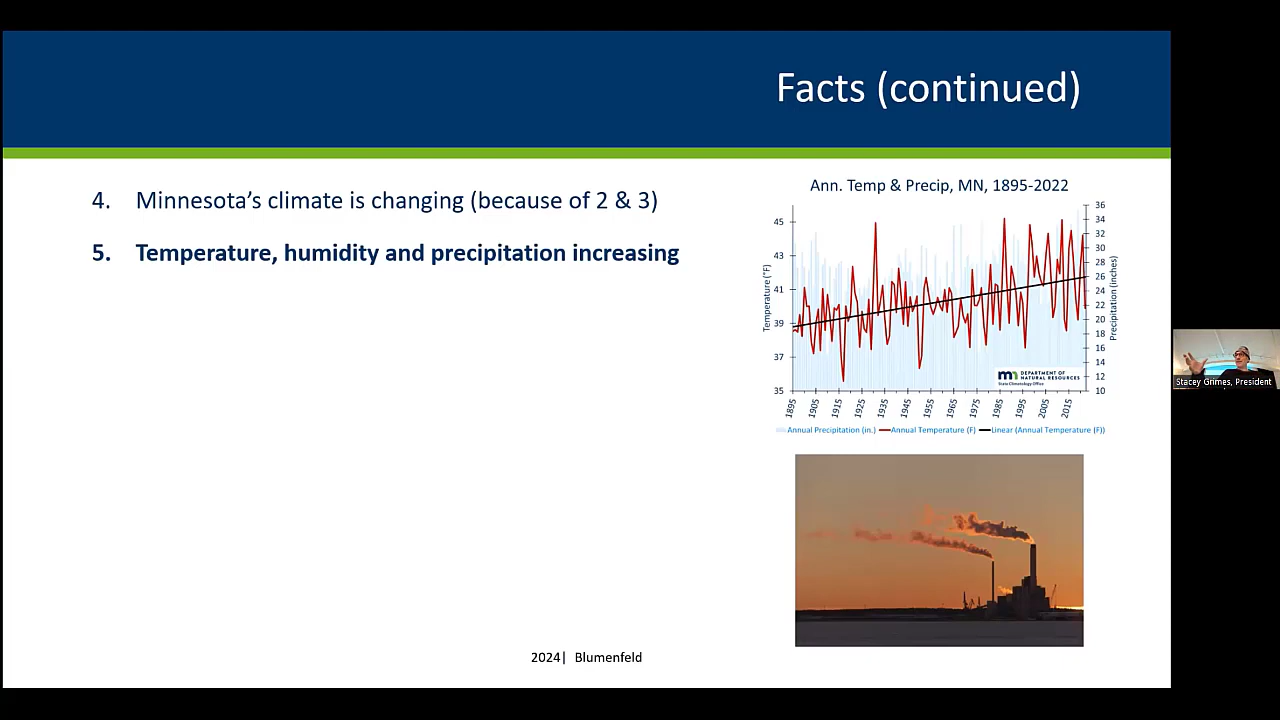 Facts (continued)
4. Minnesota’s climate is changing (because of 2 & 3)
5. Temperature, humidity and precipitation increasing
Ann. Temp & Precip, MN, 1895-2022
Temperature (°F)
45
43
41
39
37
35
36
34
32
30
28
26
24
22
20
18
16
14
12
10
Precipitation (inches)
DEPARTMENT OF
NATURAL RESOURCES
State Climatology Office
1895
1905
1915
1925
1935
1945
1955
1965
1975
1985
1995
2005
2015
Annual Precipitation (in.) Annual Temperature (F) Linear (Annual Temperature (F))
2024| Blumenfeld
Stacey Grimes, President